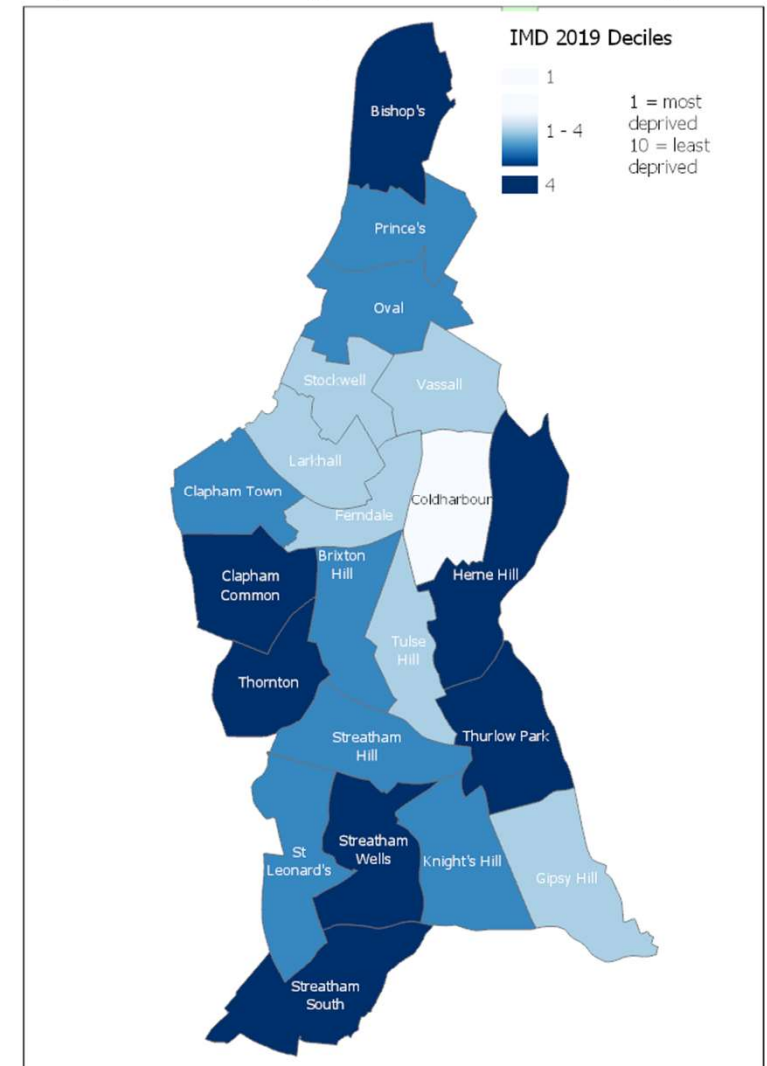 IMD 2019 Deciles
1
1 - 4
4
1 = most
deprived
10 = least
deprived
Bishop's
Prince's
Oval
Stockwell
Vassall
Larkhall
Clapham Town
Ferndale
Coldharbour
Brixton
Hill
Clapham
Common
Herne Hill
Tulse
Hill
Thornton
Streatham
Hill
Thurlow Park
Streatham
Wells
St
Leonard's
Knight's Hill
Gipsy Hill
Streatham
South